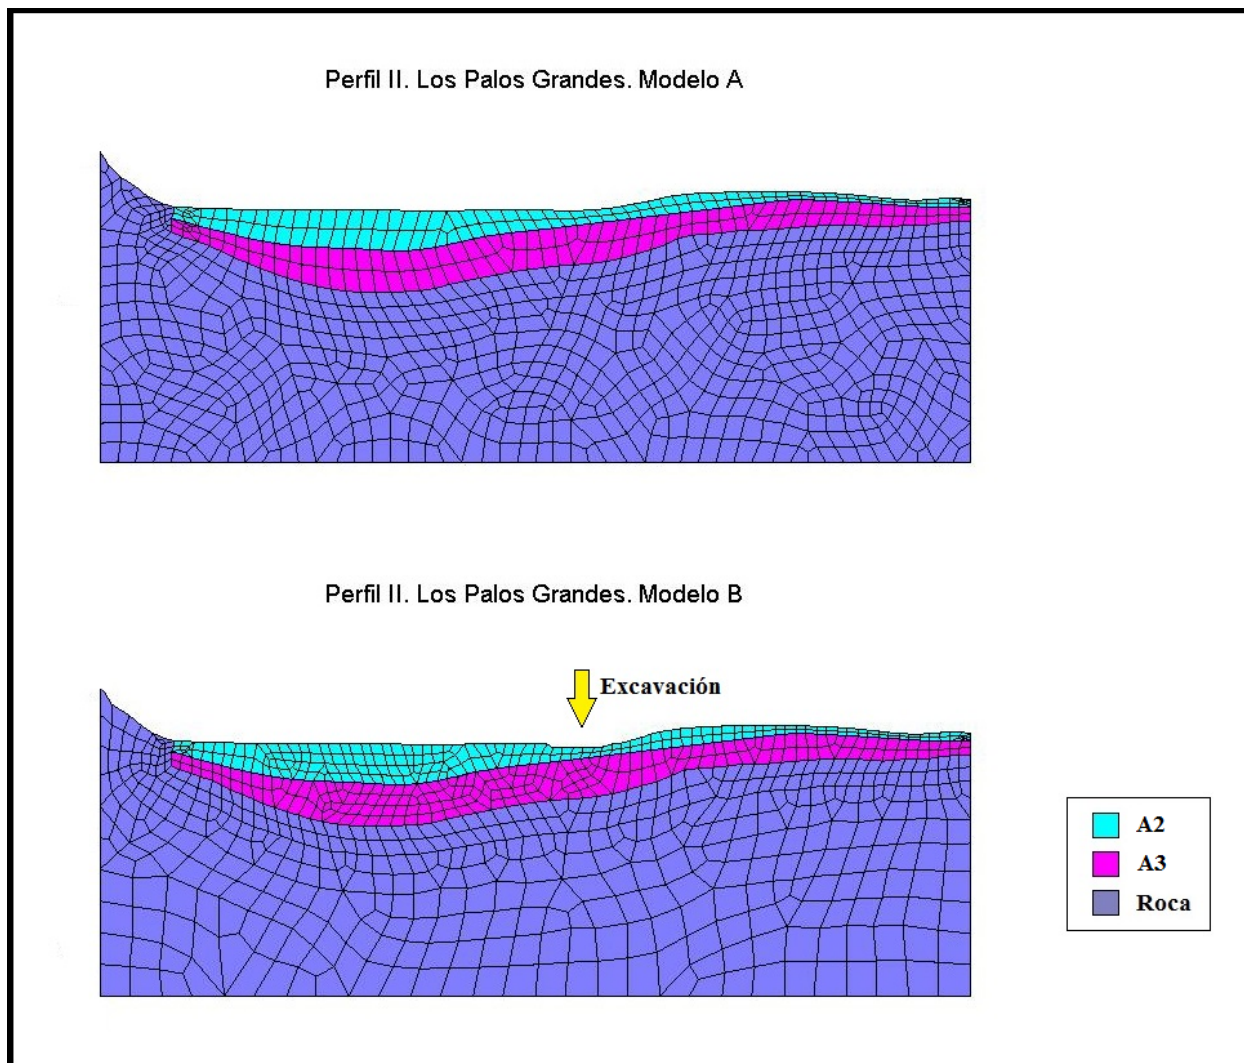 Perfil II. Los Palos Grandes. Modelo A
Perfil II. Los Palos Grandes. Modelo B
Excavación
A2
A3
Roca